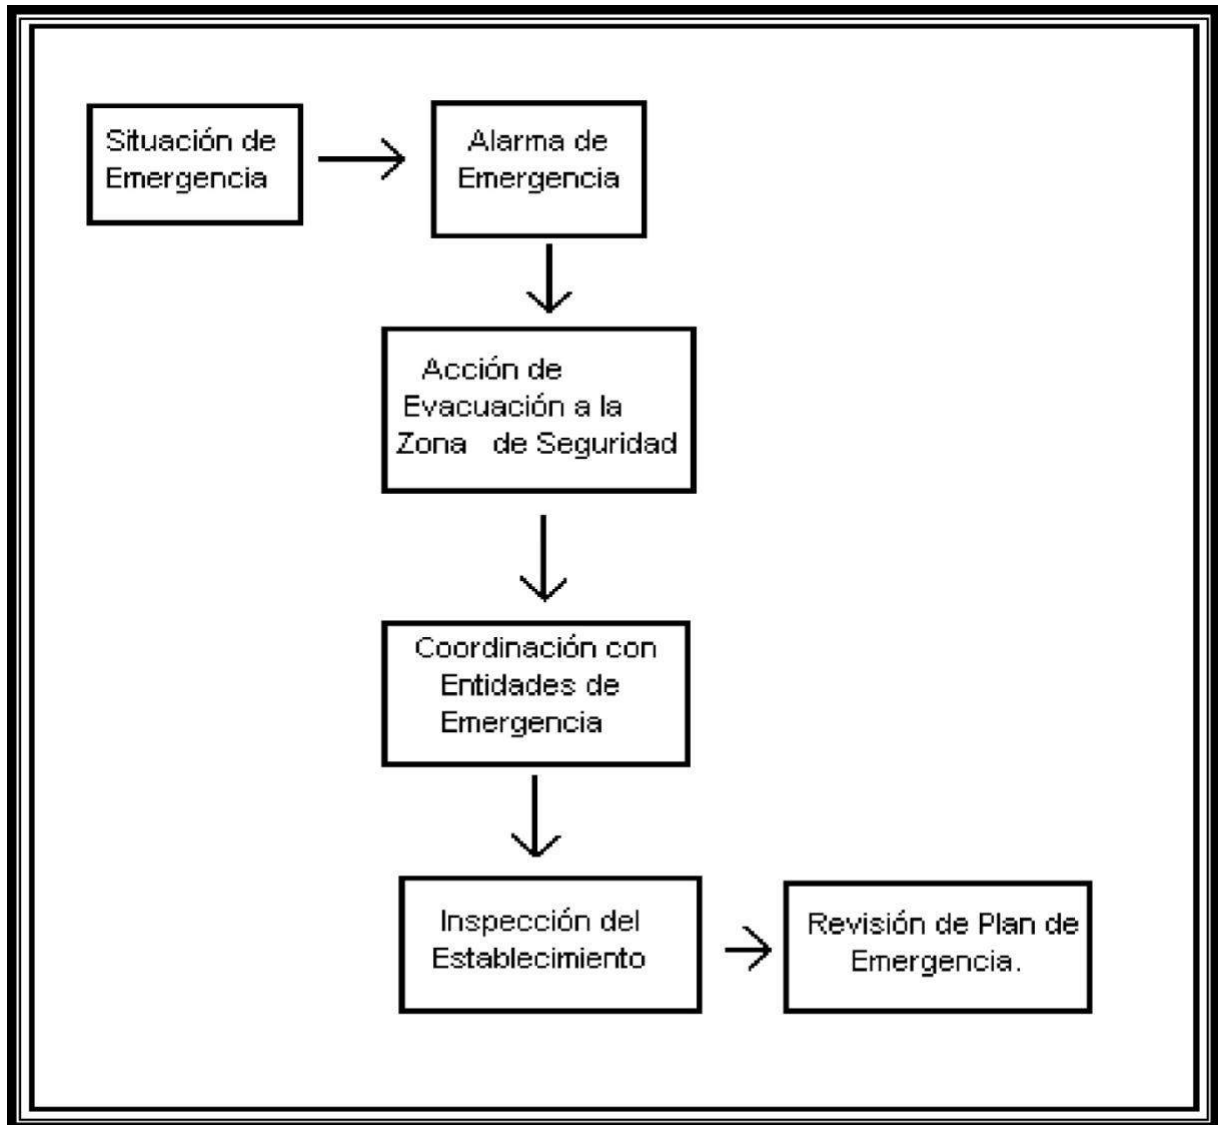 Situación de
Emergencia
Alarma de
Emergencia
Acción de
Evacuación a la
Zona de Seguridad
Coordinación con
Entidades de
Emergencia
Inspección del
Establecimiento
Revisión de Plan de
Emergencia.